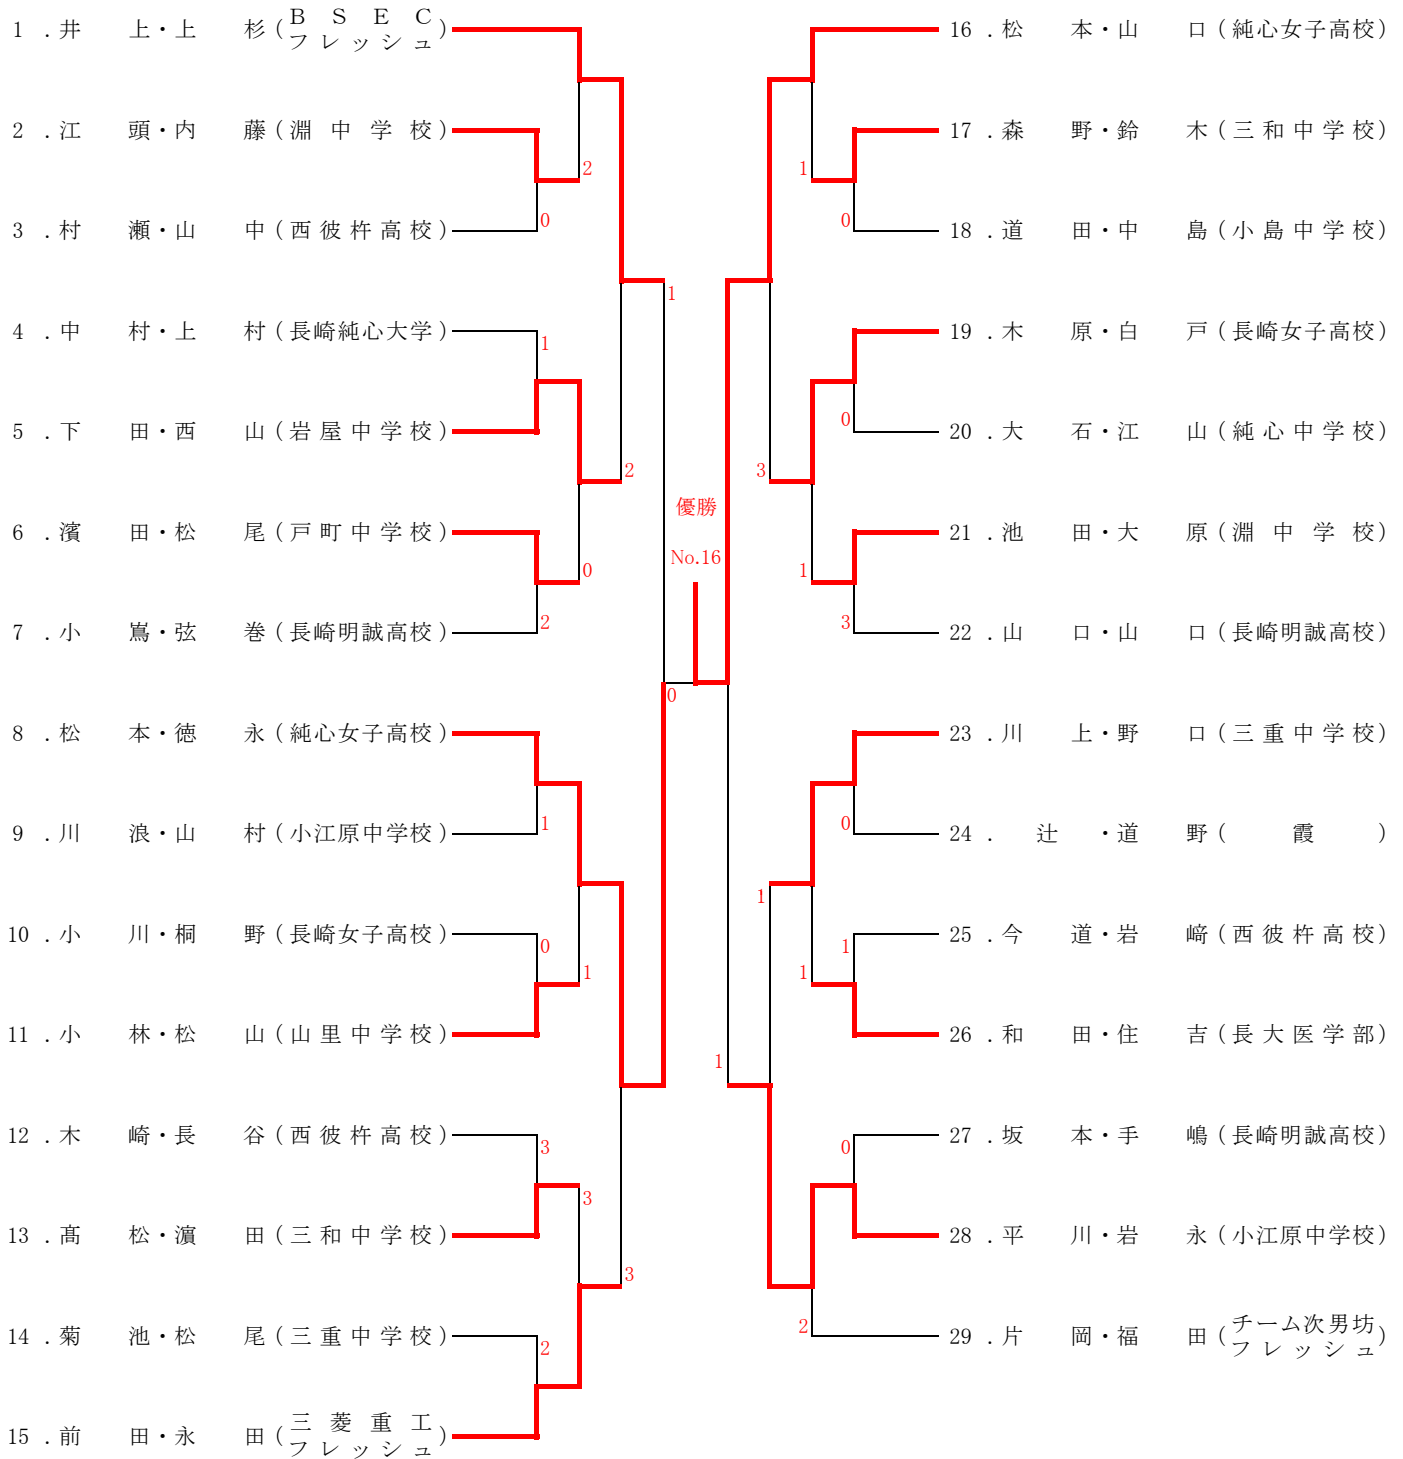 1 .井 上・上 杉(BSECフレッシュ)
2 .江 頭・内 藤(淵中学校)
2
0
3 .村 瀬・山 中(西彼杵高校)
1
4 .中 村・上 村(長崎純心大学)
1
5 .下 田・西 山(岩屋中学校)
2
6 .濱 田・松 尾(戸町中学校)
0
2
7 .小 嶌・弦 巻(長崎明誠高校)
0
8 .松 本・徳 永(純心女子高校)
1
9 .川 浪・山 村(小江原中学校)
10 .小 川・桐 野(長崎女子高校)
0
1
11 .小 林・松 山(山里中学校)
12 .木 崎・長 谷(西彼杵高校)
3
3
13 .髙 松・濵 田(三和中学校)
3
14 .菊 池・松 尾(三重中学校)
2
15 .前 田・永 田(三菱重工フレッシュ)
優勝
No.16
16 .松 本・山 口(純心女子高校)
17 .森 野・鈴 木(三和中学校)
1
0
18 .道 田・中 島(小島中学校)
19 .木 原・白 戸(長崎女子高校)
0
20 .大 石・江 山(純心中学校)
3
21 .池 田・大 原(淵中学校)
1
3
22 .山 口・山 口(長崎明誠高校)
23 .川 上・野 口(三重中学校)
0
24 . 辻 ・道 野(霞)
1
25 .今 道・岩 﨑(西彼杵高校)
1
1
26 .和 田・住 吉(長大医学部)
1
27 .坂 本・手 嶋(長崎明誠高校)
0
28 .平 川・岩 永(小江原中学校)
2
29 .片 岡・福 田(チーム次男坊フレッシュ)